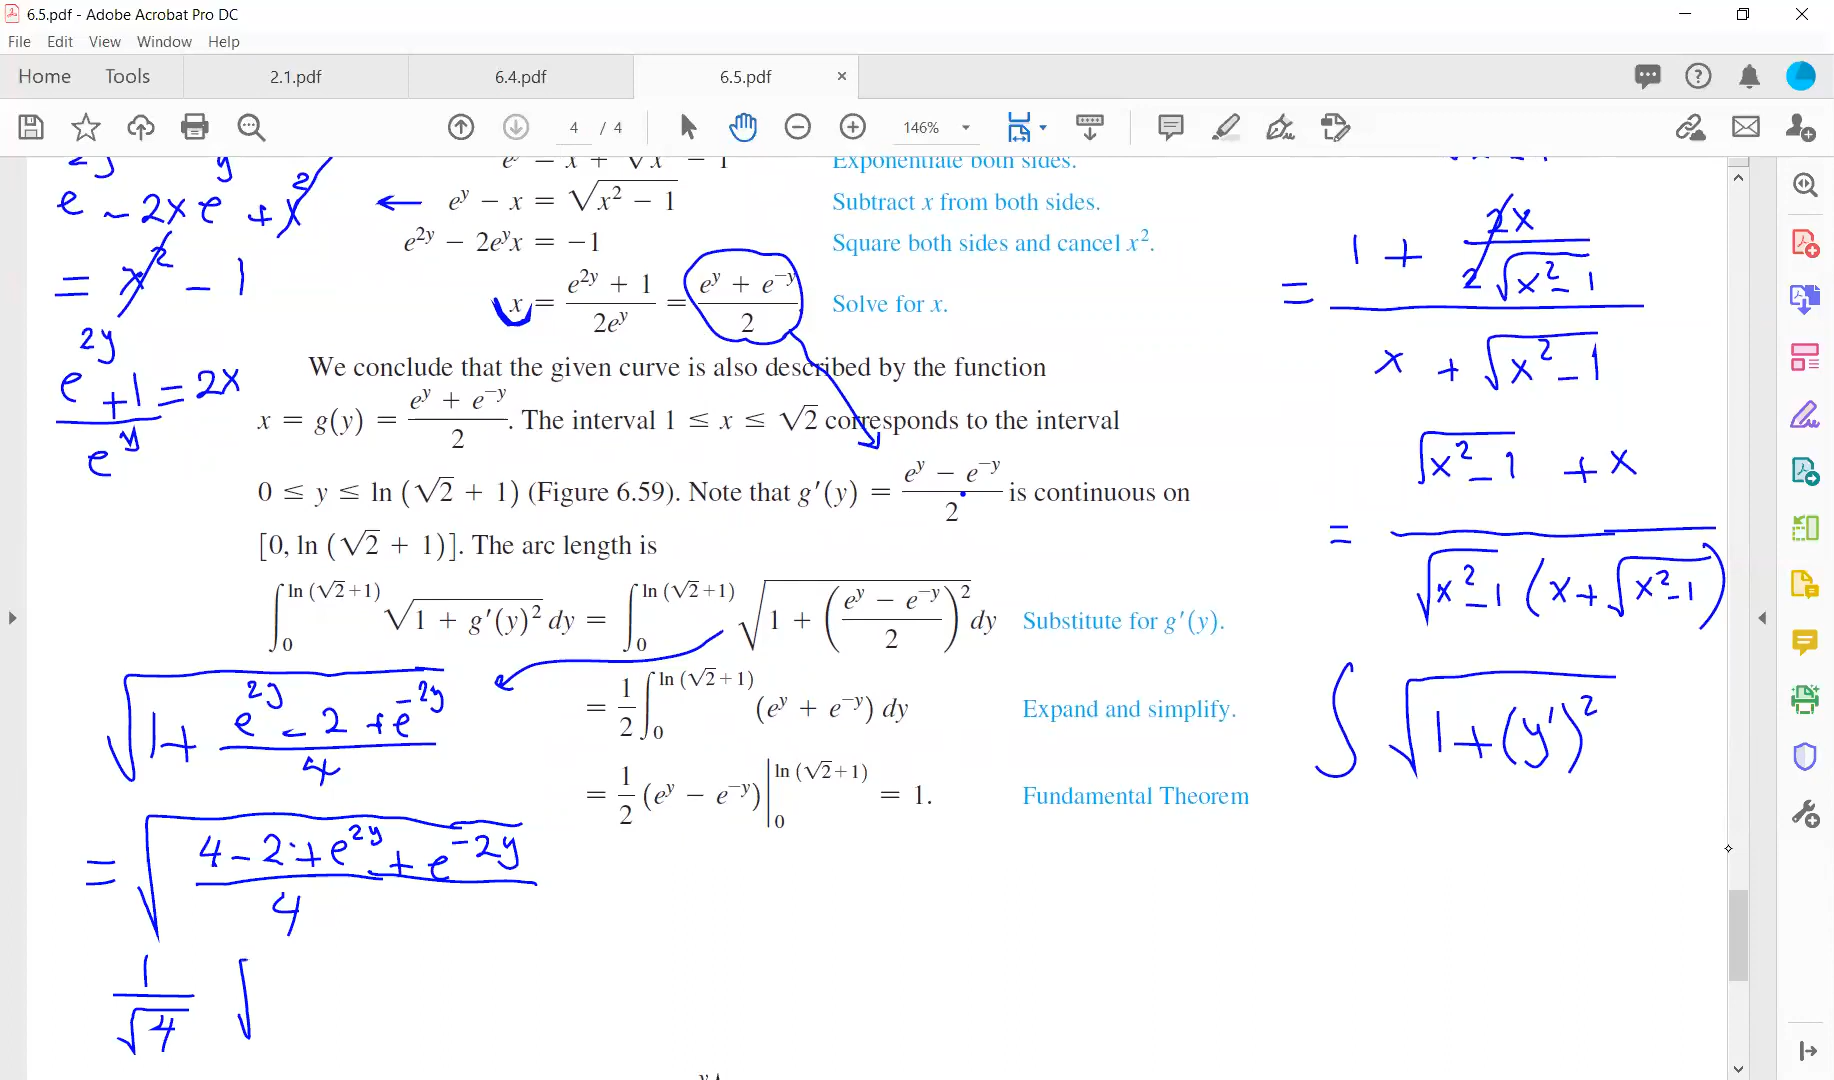 6.5.pdf - Adobe Acrobat Pro DC
File Edit View Window Help
Home Tools 2.1.pdf 6.4.pdf 6.5.pdf ×
4 / 4 146%
Exponentiate both sides.
e^y − x = √(x² − 1) Subtract x from both sides.
e^{2y} − 2e^y x = −1 Square both sides and cancel x².
x = (e^{2y} + 1)/(2e^y) = (e^y + e^{−y})/2 Solve for x.
We conclude that the given curve is also described by the function
x = g(y) = (e^y + e^{−y})/2. The interval 1 ≤ x ≤ √2 corresponds to the interval
0 ≤ y ≤ ln (√2 + 1) (Figure 6.59). Note that g′(y) = (e^y − e^{−y})/2 is continuous on
[0, ln (√2 + 1)]. The arc length is
∫_0^{ln (√2+1)} √(1 + g′(y)²) dy = ∫_0^{ln (√2+1)} √(1 + ((e^y − e^{−y})/2)²) dy Substitute for g′(y).
= 1/2 ∫_0^{ln (√2+1)} (e^y + e^{−y}) dy Expand and simplify.
= 1/2 (e^y − e^{−y}) |_0^{ln (√2+1)} = 1. Fundamental Theorem
e^{2y} − 2xe^y + x²
= x² − 1
(e^{2y} + 1)/e^y = 2x
√(1 + (e^{2y} − 2 + e^{−2y})/4)
= √((4 − 2 + e^{2y} + e^{−2y})/4)
1/√4 √
= (1 + 2x/(2√(x² − 1)))/(x + √(x² − 1))
= (√(x² − 1) + x)/(√(x² − 1) (x + √(x² − 1)))
∫ √(1 + (y′)²)